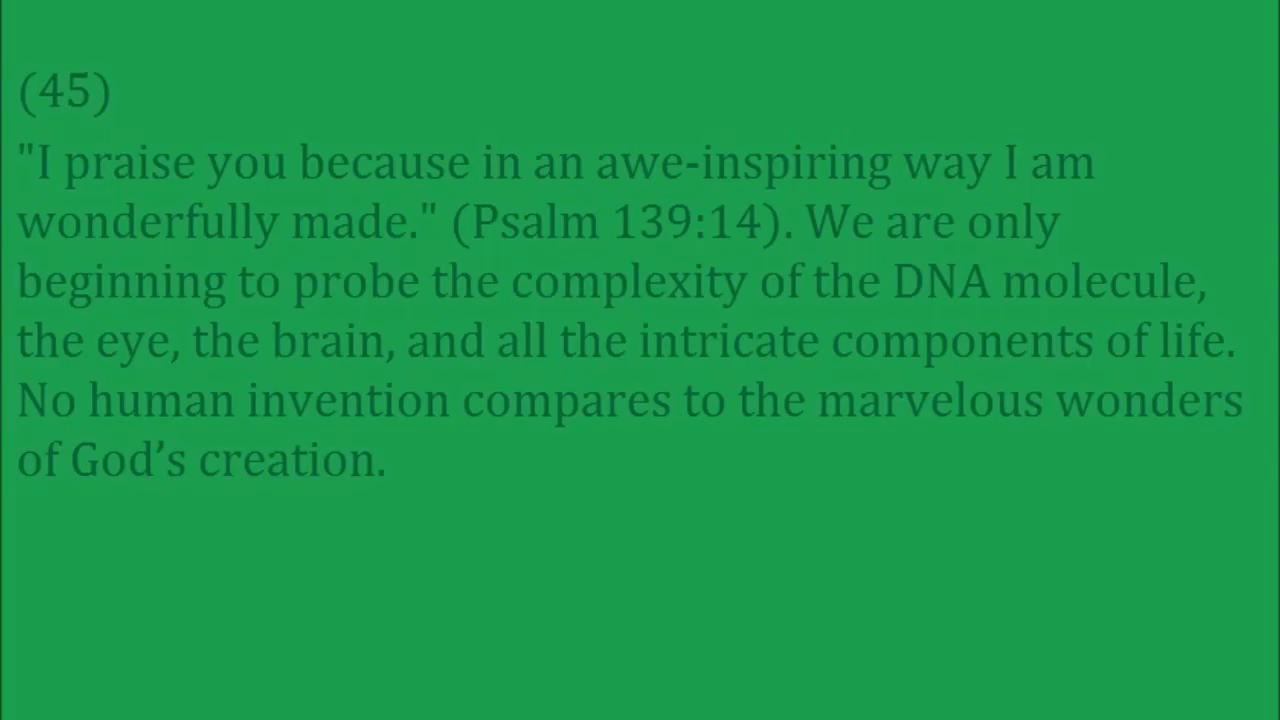 (45)
"I praise you because in an awe-inspiring way I am
wonderfully made." (Psalm 139:14). We are only
beginning to probe the complexity of the DNA molecule,
the eye, the brain, and all the intricate components of life.
No human invention compares to the marvelous wonders
of God’s creation.